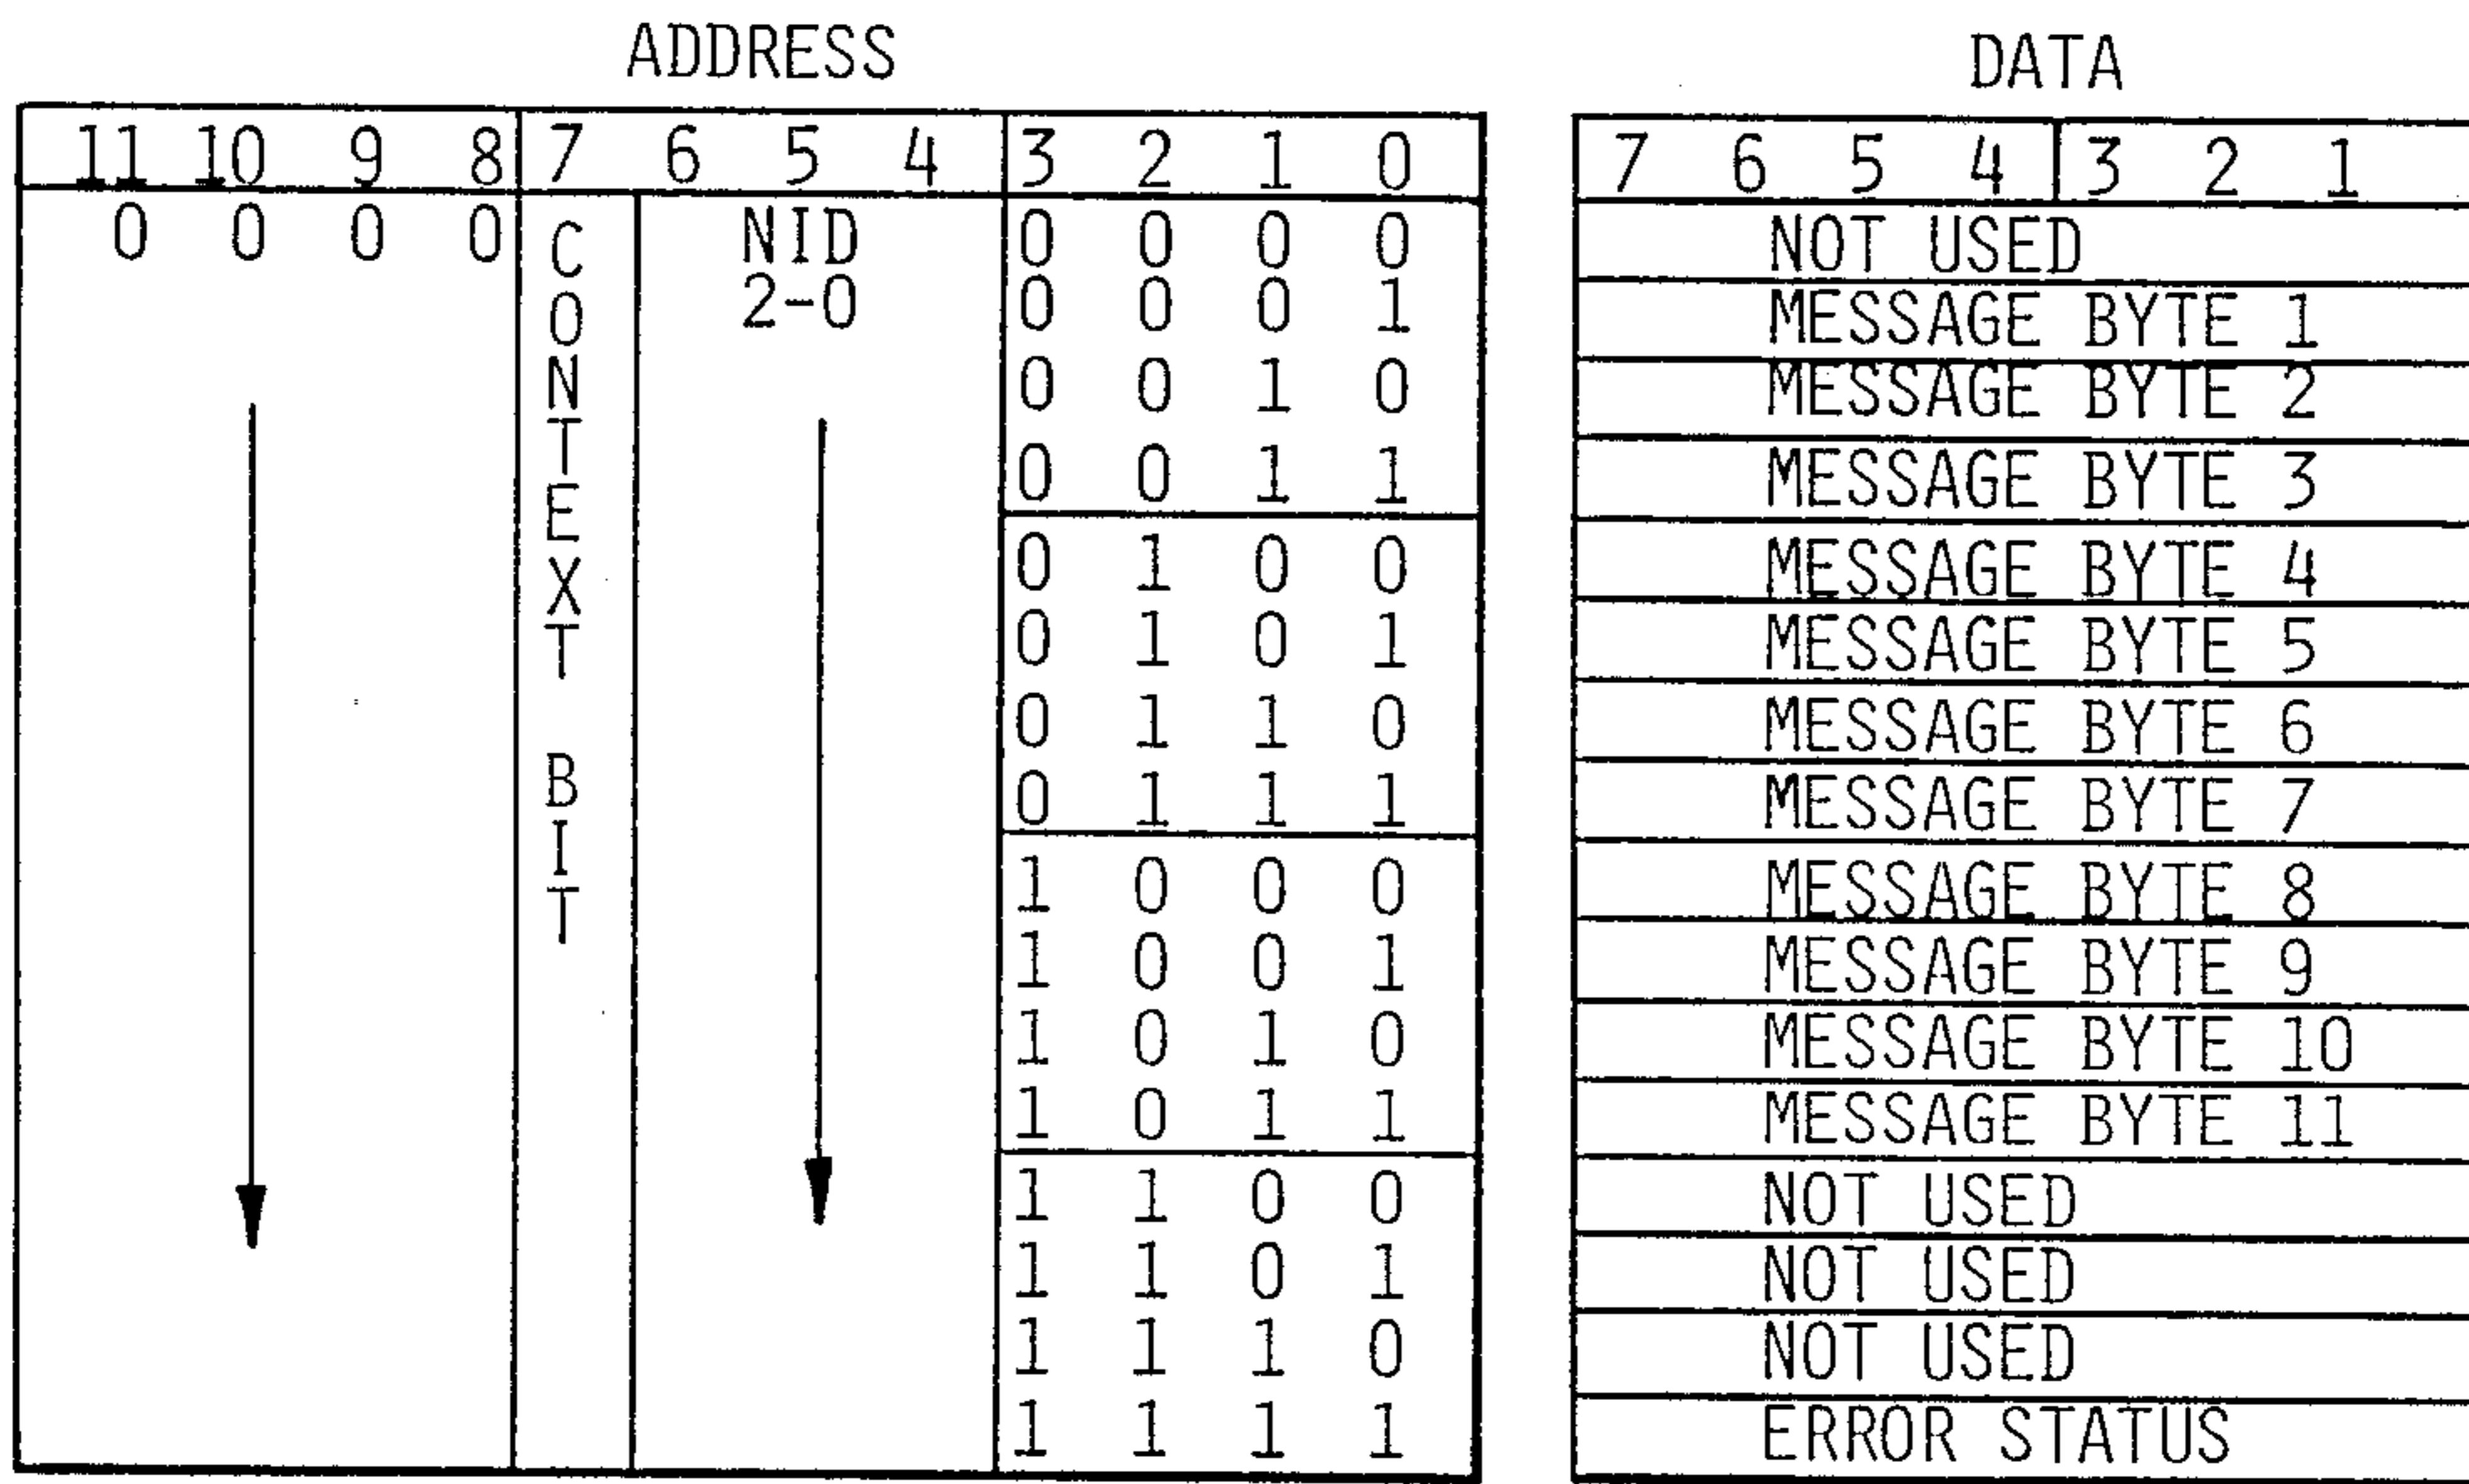 ADDRESS DATA
11 10 9 8 7 6 5 4 3 2 1 0 7 6 5 4 3 2 1
0 0 0 0 CONTEXT BIT NID 0 0 0 0 NOT USED
2-0 0 0 0 1 MESSAGE BYTE 1
0 0 1 0 MESSAGE BYTE 2
0 0 1 1 MESSAGE BYTE 3
0 1 0 0 MESSAGE BYTE 4
0 1 0 1 MESSAGE BYTE 5
0 1 1 0 MESSAGE BYTE 6
0 1 1 1 MESSAGE BYTE 7
1 0 0 0 MESSAGE BYTE 8
1 0 0 1 MESSAGE BYTE 9
1 0 1 0 MESSAGE BYTE 10
1 0 1 1 MESSAGE BYTE 11
1 1 0 0 NOT USED
1 1 0 1 NOT USED
1 1 1 0 NOT USED
1 1 1 1 ERROR STATUS